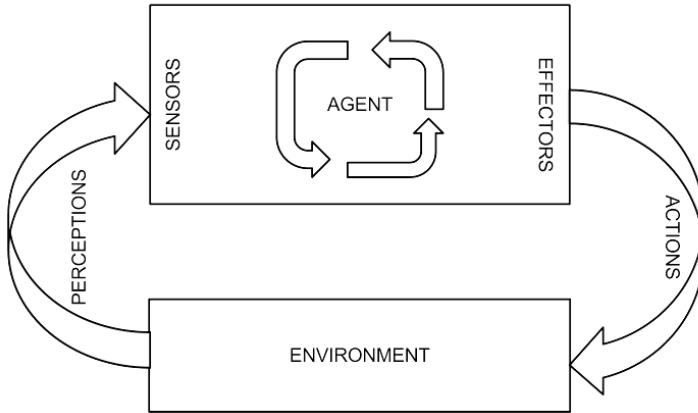 SENSORS
AGENT
EFFECTORS
PERCEPTIONS
ACTIONS
ENVIRONMENT